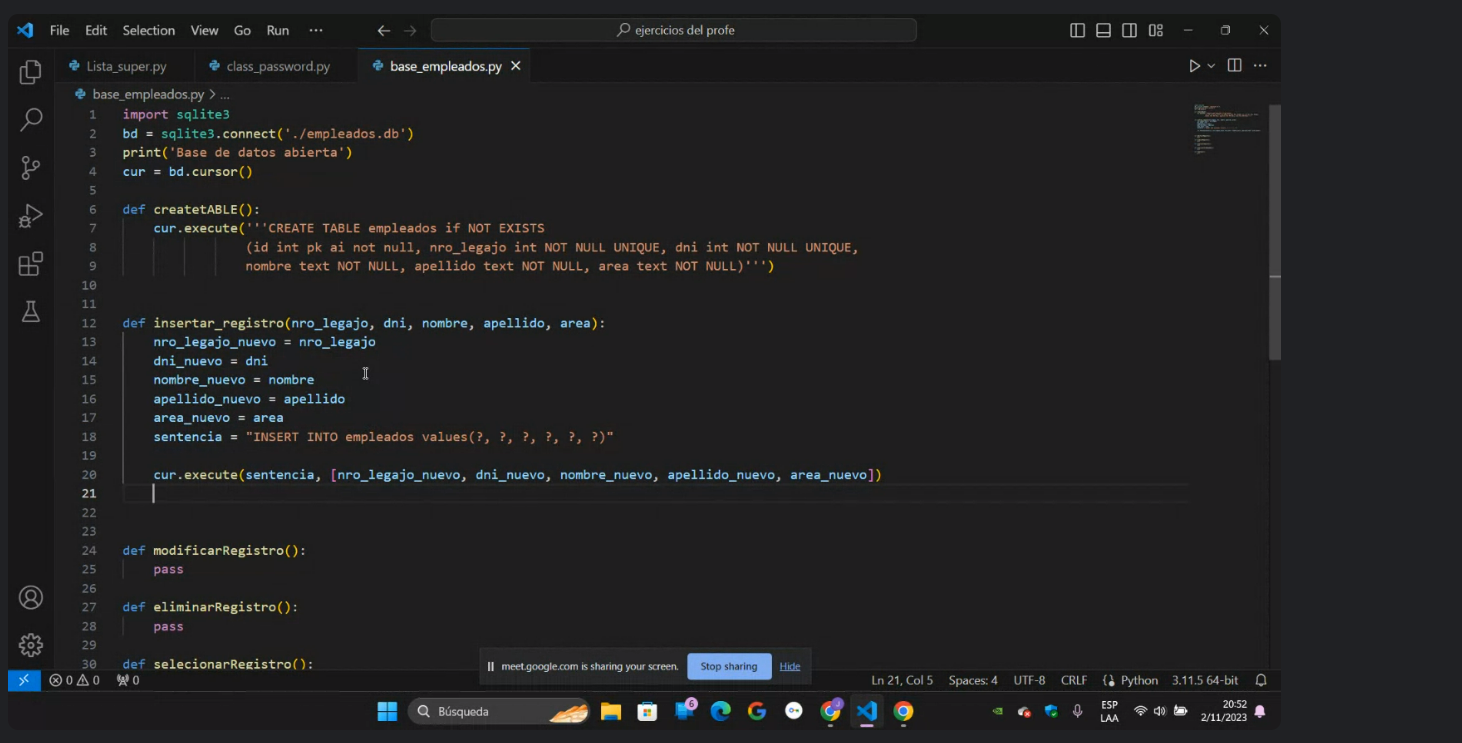 File Edit Selection View Go Run ··· ejercicios del profe
Lista_super.py class_password.py base_empleados.py
base_empleados.py > ...
1 import sqlite3
2 bd = sqlite3.connect('./empleados.db')
3 print('Base de datos abierta')
4 cur = bd.cursor()
5
6 def createtABLE():
7 cur.execute('''CREATE TABLE empleados if NOT EXISTS
8 (id int pk ai not null, nro_legajo int NOT NULL UNIQUE, dni int NOT NULL UNIQUE,
9 nombre text NOT NULL, apellido text NOT NULL, area text NOT NULL)''')
10
11
12 def insertar_registro(nro_legajo, dni, nombre, apellido, area):
13 nro_legajo_nuevo = nro_legajo
14 dni_nuevo = dni
15 nombre_nuevo = nombre
16 apellido_nuevo = apellido
17 area_nuevo = area
18 sentencia = "INSERT INTO empleados values(?, ?, ?, ?, ?, ?)"
19
20 cur.execute(sentencia, [nro_legajo_nuevo, dni_nuevo, nombre_nuevo, apellido_nuevo, area_nuevo])
21
22
23
24 def modificarRegistro():
25 pass
26
27 def eliminarRegistro():
28 pass
29
30 def selecionarRegistro():
meet.google.com is sharing your screen. Stop sharing Hide
0 0 0 Ln 21, Col 5 Spaces: 4 UTF-8 CRLF Python 3.11.5 64-bit
Búsqueda 6 ESP LAA 20:52 2/11/2023